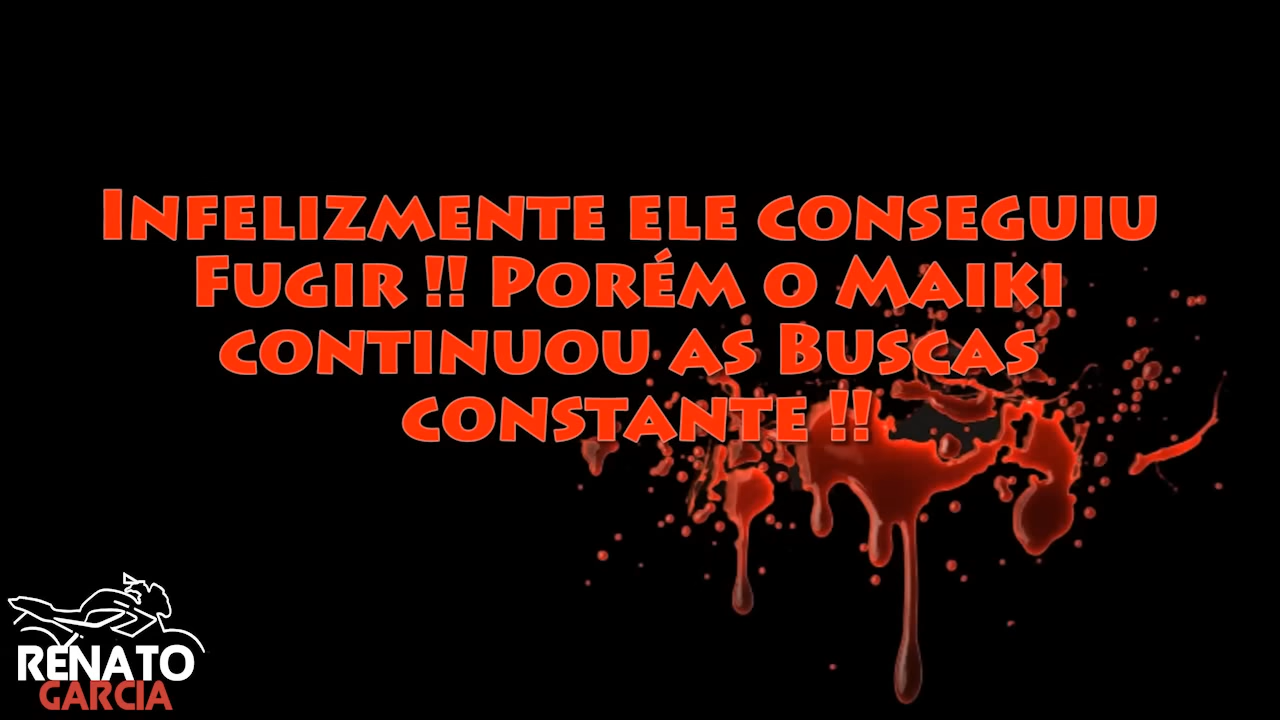 Infelizmente ele conseguiu
Fugir !! Porém o Maiki
continuou as Buscas
constante !!
RENATO
GARCIA